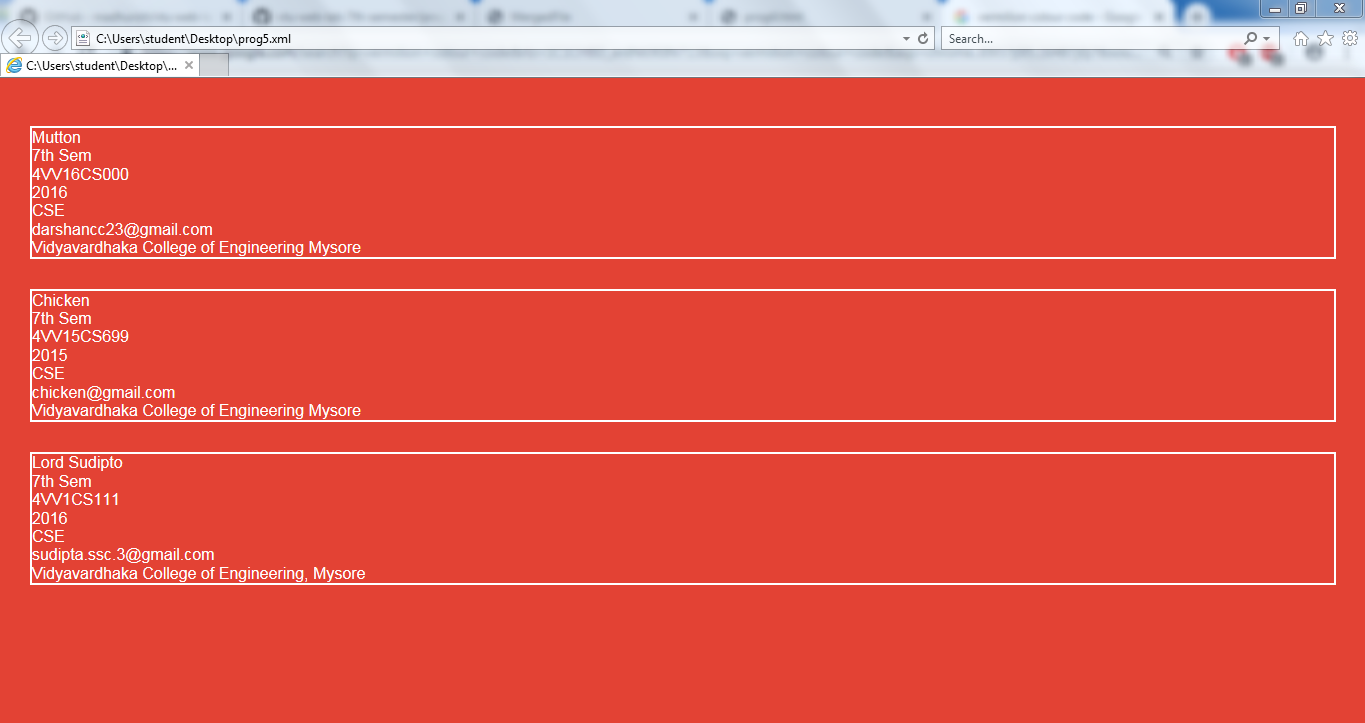 C:\Users\student\Desktop\prog5.xml
Search...
C:\Users\student\Desktop\...
Mutton
7th Sem
4VV16CS000
2016
CSE
darshancc23@gmail.com
Vidyavardhaka College of Engineering Mysore
Chicken
7th Sem
4VV15CS699
2015
CSE
chicken@gmail.com
Vidyavardhaka College of Engineering Mysore
Lord Sudipto
7th Sem
4VV1CS111
2016
CSE
sudipta.ssc.3@gmail.com
Vidyavardhaka College of Engineering, Mysore